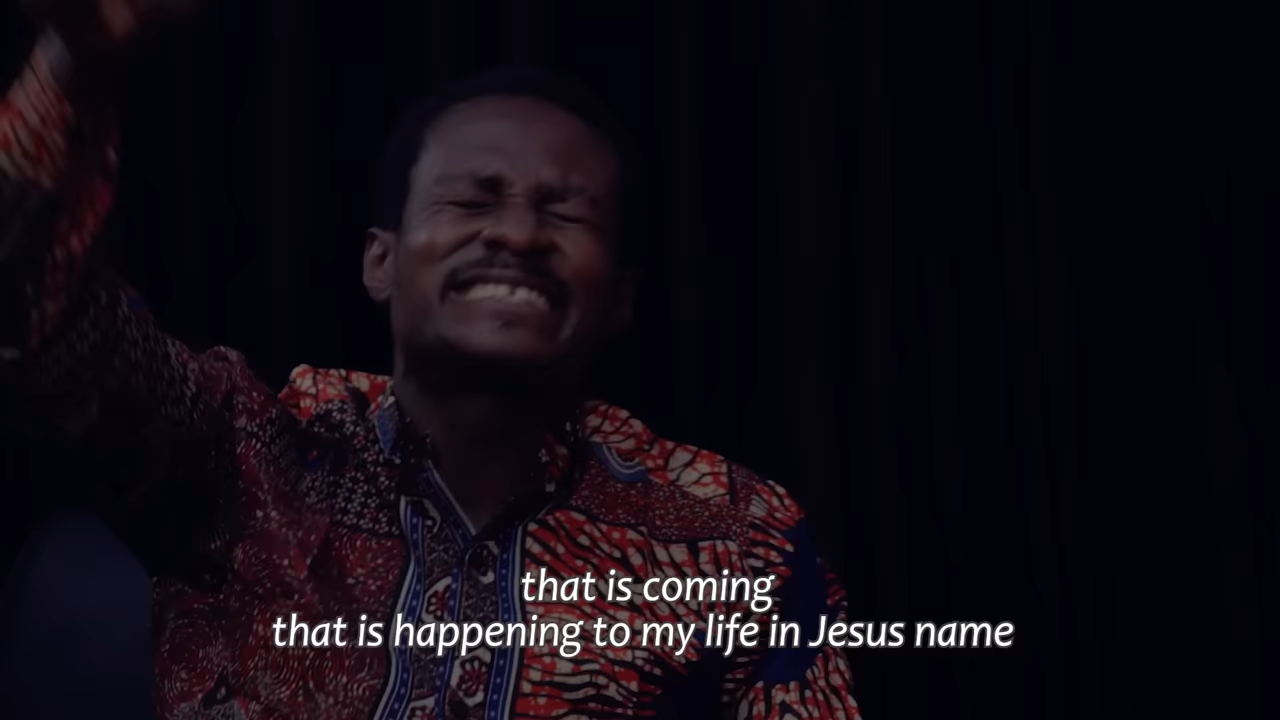 that is coming
that is happening to my life in Jesus name